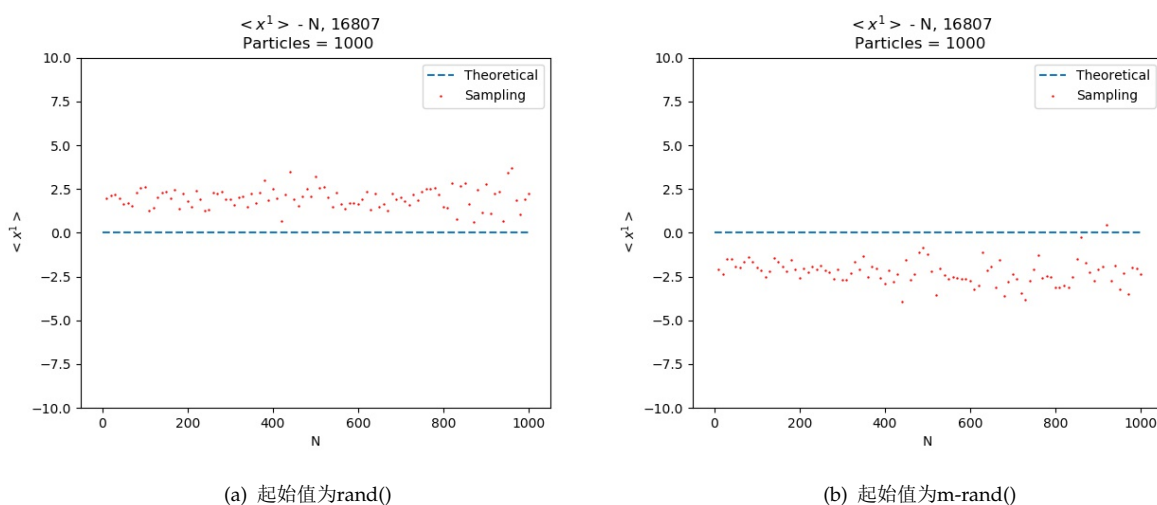 < x¹ > - N, 16807
Particles = 1000
10.0
7.5
5.0
2.5
0.0
−2.5
−5.0
−7.5
−10.0
< x¹ >
Theoretical
Sampling
0 200 400 600 800 1000
N
(a) 起始值为rand()
< x¹ > - N, 16807
Particles = 1000
10.0
7.5
5.0
2.5
0.0
−2.5
−5.0
−7.5
−10.0
< x¹ >
Theoretical
Sampling
0 200 400 600 800 1000
N
(b) 起始值为m-rand()